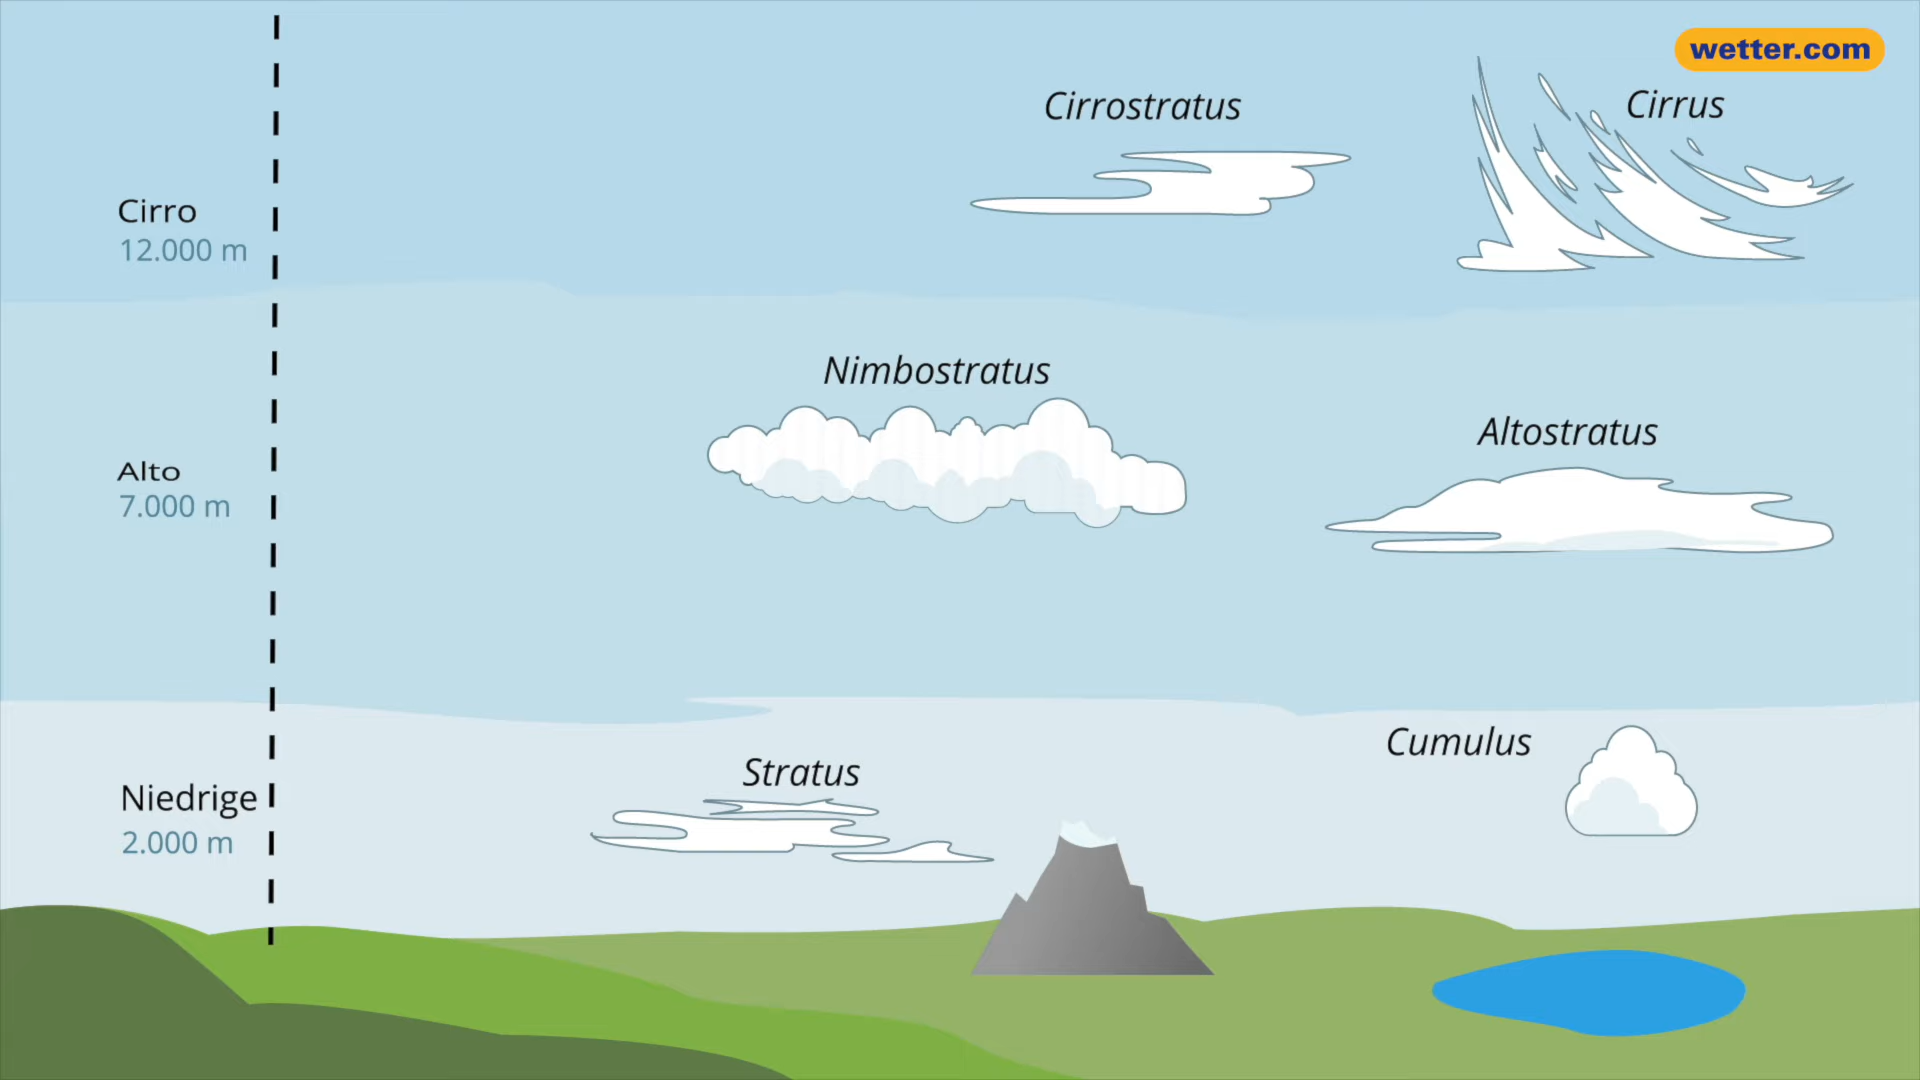 wetter.com
Cirrostratus
Cirrus
Cirro
12.000 m
Nimbostratus
Altostratus
Alto
7.000 m
Cumulus
Stratus
Niedrige
2.000 m